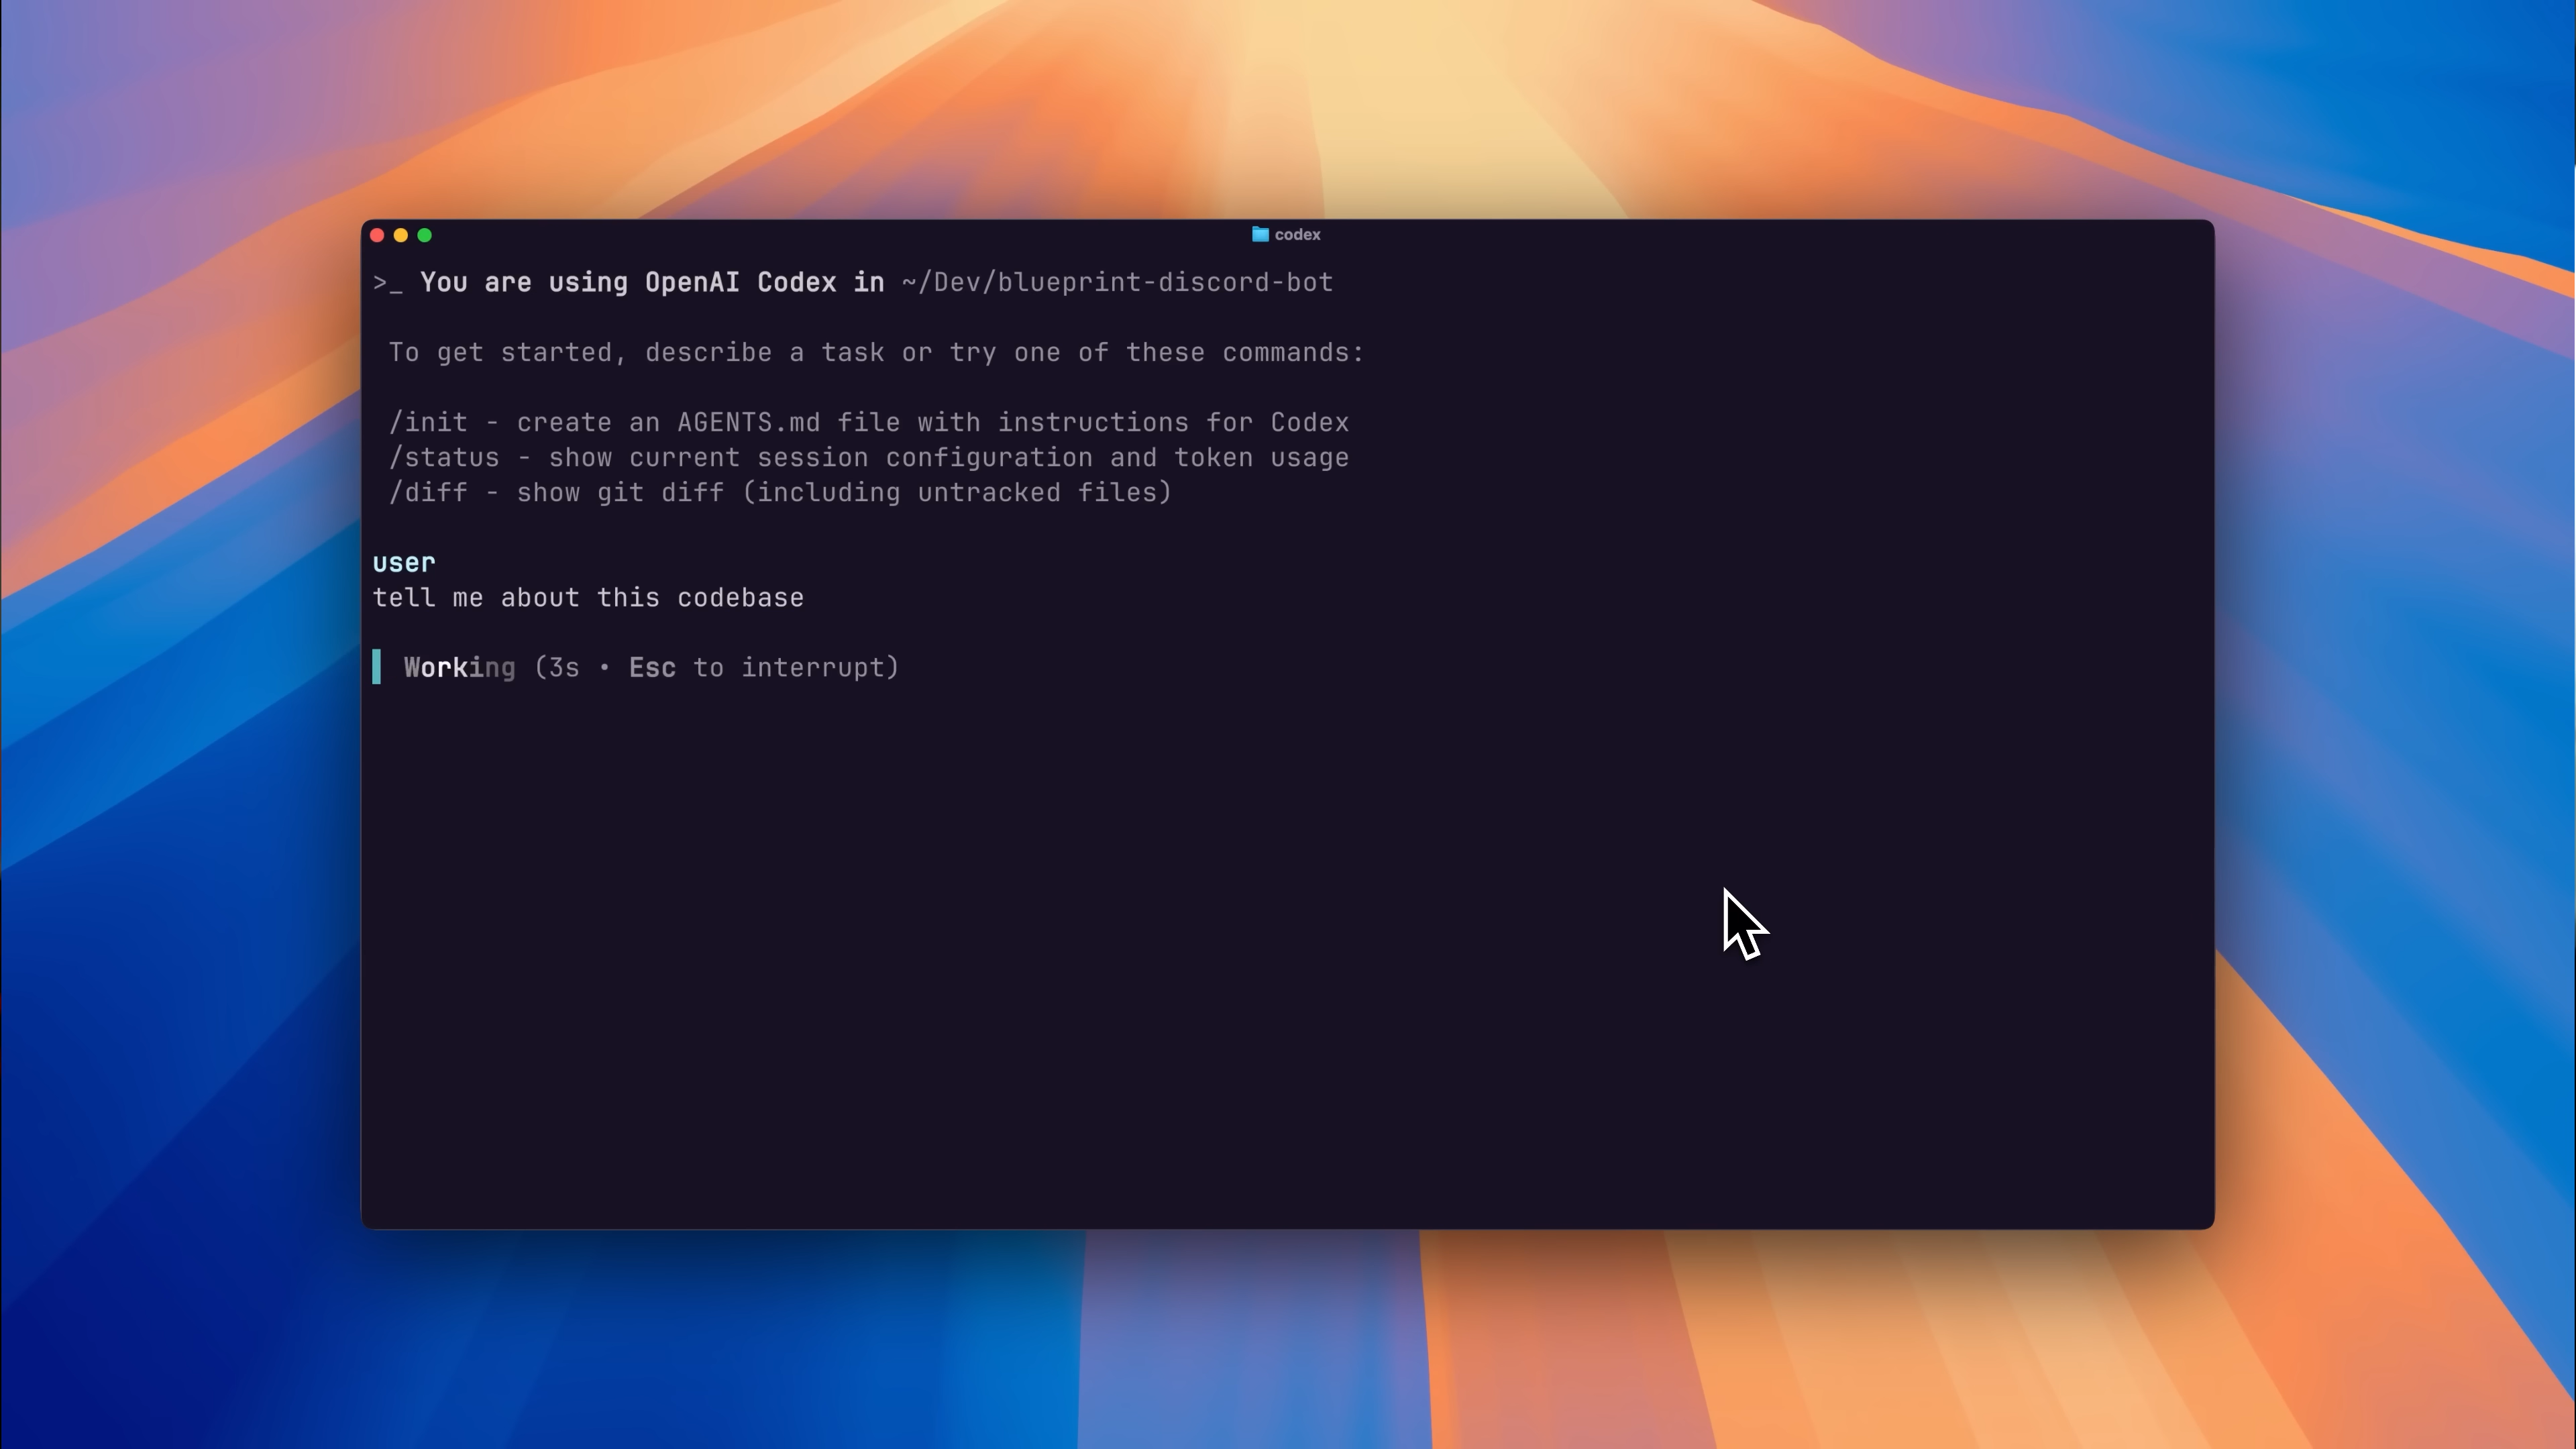 codex
>_ You are using OpenAI Codex in ~/Dev/blueprint-discord-bot
To get started, describe a task or try one of these commands:
/init - create an AGENTS.md file with instructions for Codex
/status - show current session configuration and token usage
/diff - show git diff (including untracked files)
user
tell me about this codebase
Working (3s • Esc to interrupt)